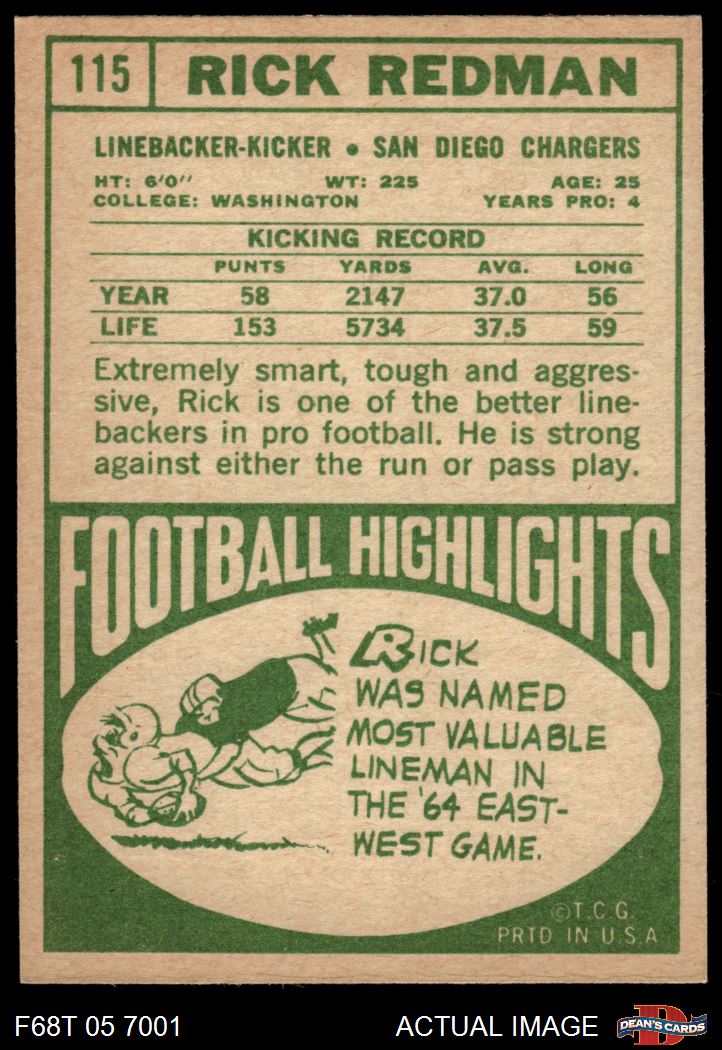 115 RICK REDMAN
LINEBACKER-KICKER • SAN DIEGO CHARGERS
HT: 6'0" WT: 225 AGE: 25
COLLEGE: WASHINGTON YEARS PRO: 4
KICKING RECORD
PUNTS YARDS AVG. LONG
YEAR 58 2147 37.0 56
LIFE 153 5734 37.5 59
Extremely smart, tough and aggres-
sive, Rick is one of the better line-
backers in pro football. He is strong
against either the run or pass play.
FOOTBALL HIGHLIGHTS
RICK
WAS NAMED
MOST VALUABLE
LINEMAN IN
THE '64 EAST-
WEST GAME.
©T.C.G.
PRTD IN U.S.A
F68T 05 7001 ACTUAL IMAGE D DEAN'S CARDS